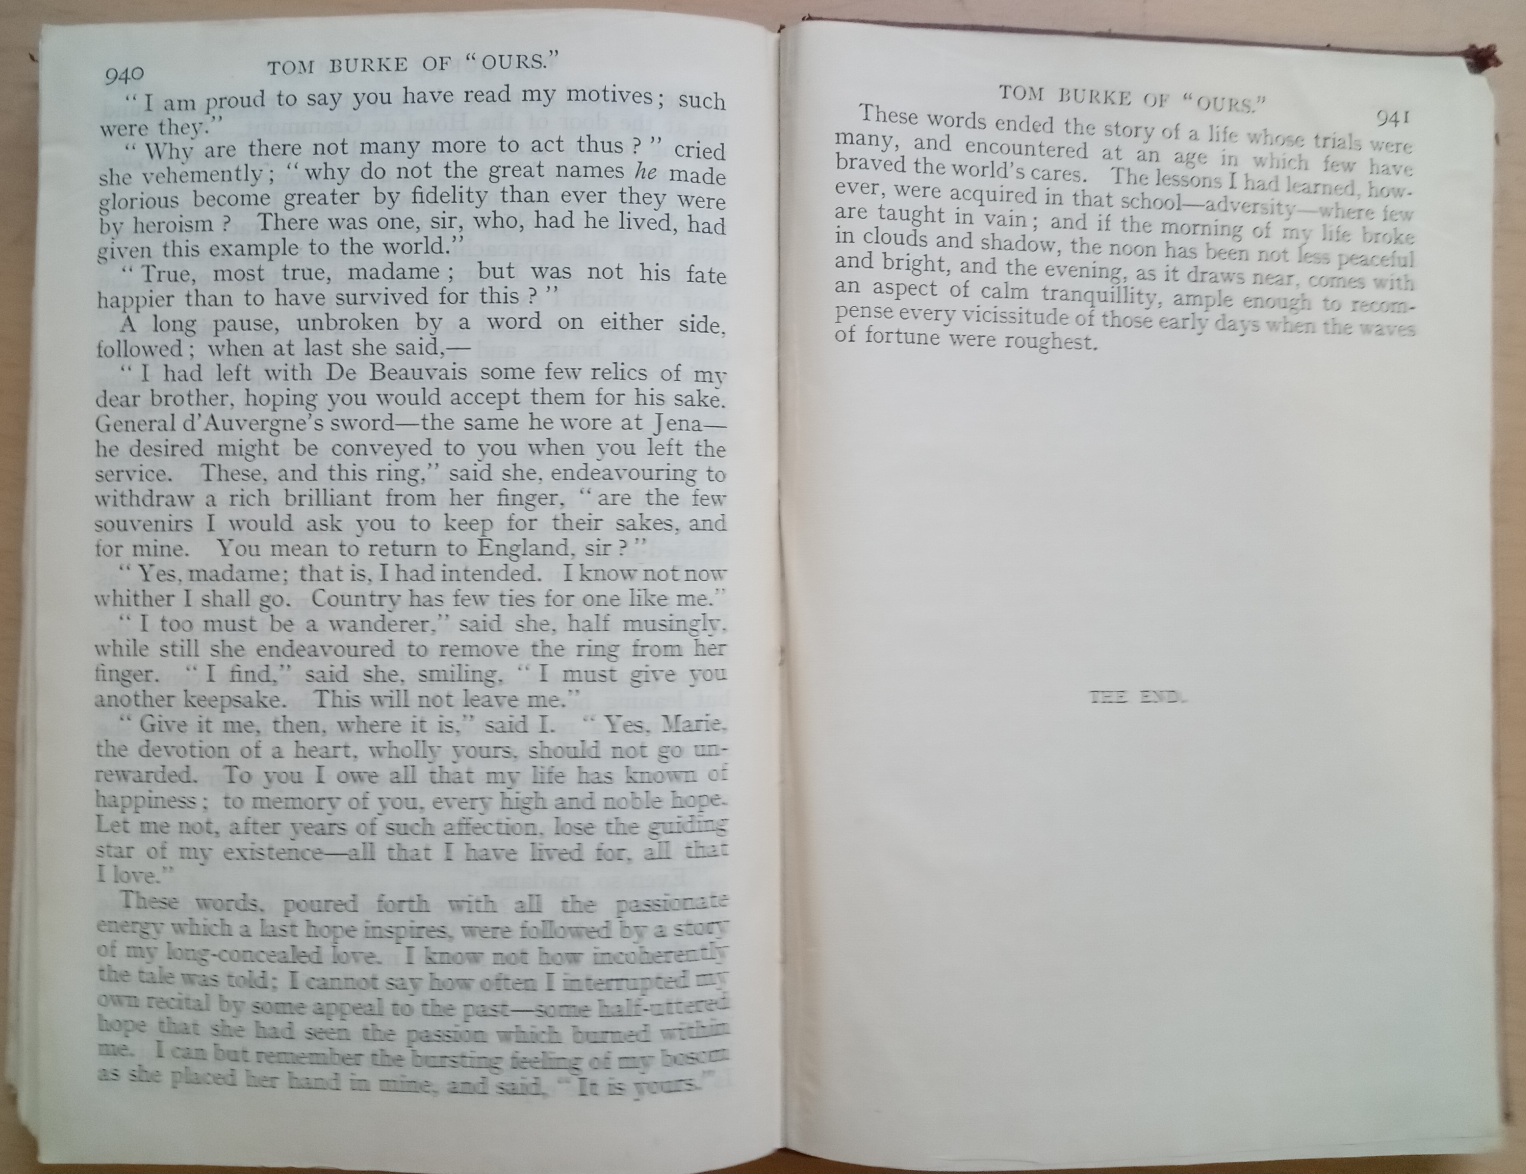 940
TOM BURKE OF "OURS."
"I am proud to say you have read my motives; such
were they."
"Why are there not many more to act thus?" cried
she vehemently; "why do not the great names he made
glorious become greater by fidelity than ever they were
by heroism? There was one, sir, who, had he lived, had
given this example to the world."
"True, most true, madame; but was not his fate
happier than to have survived for this?"
A long pause, unbroken by a word on either side,
followed; when at last she said,—
"I had left with De Beauvais some few relics of my
dear brother, hoping you would accept them for his sake.
General d'Auvergne's sword—the same he wore at Jena—
he desired might be conveyed to you when you left the
service. These, and this ring," said she, endeavouring to
withdraw a rich brilliant from her finger, "are the few
souvenirs I would ask you to keep for their sakes, and
for mine. You mean to return to England, sir?"
"Yes, madame; that is, I had intended. I know not now
whither I shall go. Country has few ties for one like me."
"I too must be a wanderer," said she, half musingly,
while still she endeavoured to remove the ring from her
finger. "I find," said she, smiling, "I must give you
another keepsake. This will not leave me."
"Give it me, then, where it is," said I. "Yes, Marie,
the devotion of a heart, wholly yours, should not go un-
rewarded. To you I owe all that my life has known of
happiness; to memory of you, every high and noble hope.
Let me not, after years of such affection, lose the guiding
star of my existence—all that I have lived for, all that
I love."
These words, poured forth with all the passionate
energy which a last hope inspires, were followed by a story
of my long-concealed love. I know not how incoherently
the tale was told; I cannot say how often I interrupted my
own recital by some appeal to the past—some half-uttered
hope that she had seen the passion which burned within
me. I can but remember the bursting feeling of my bosom
as she placed her hand in mine, and said, "It is yours."
TOM BURKE OF "OURS."
941
These words ended the story of a life whose trials were
many, and encountered at an age in which few have
braved the world's cares. The lessons I had learned, how-
ever, were acquired in that school—adversity—where few
are taught in vain; and if the morning of my life broke
in clouds and shadow, the noon has been not less peaceful
and bright, and the evening, as it draws near, comes with
an aspect of calm tranquillity, ample enough to recom-
pense every vicissitude of those early days when the waves
of fortune were roughest.
THE END.